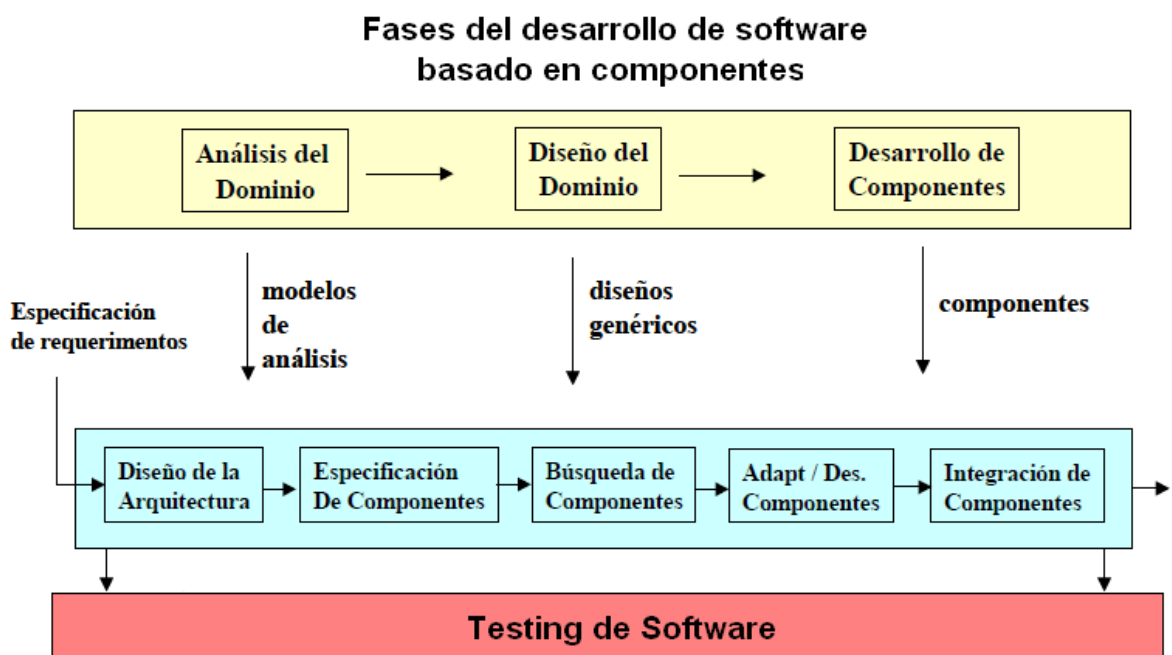 Fases del desarrollo de software
basado en componentes
Análisis del
Dominio
Diseño del
Dominio
Desarrollo de
Componentes
modelos
de
análisis
diseños
genéricos
componentes
Especificación
de requerimentos
Diseño de la
Arquitectura
Especificación
De Componentes
Búsqueda de
Componentes
Adapt / Des.
Componentes
Integración de
Componentes
Testing de Software